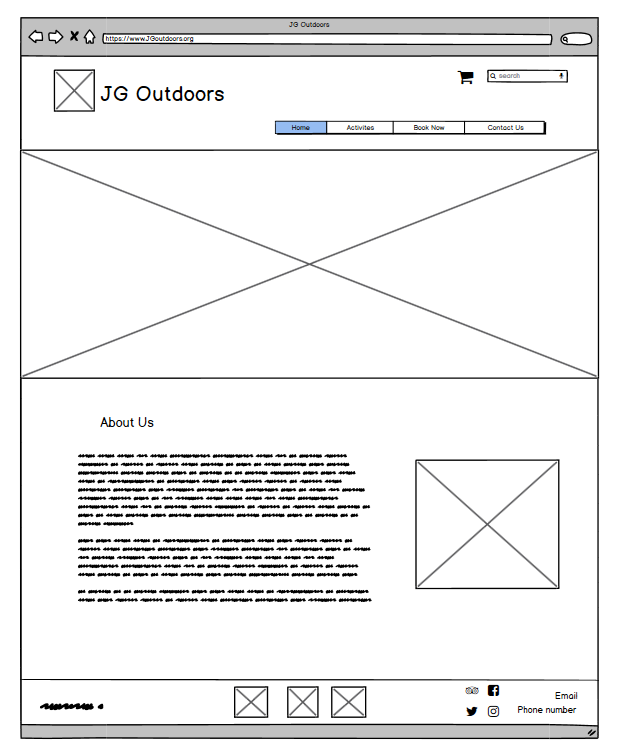 JG Outdoors
https://www.JGoutdoors.org
search
JG Outdoors
Home Activites Book Now Contact Us
About Us
Email
Phone number